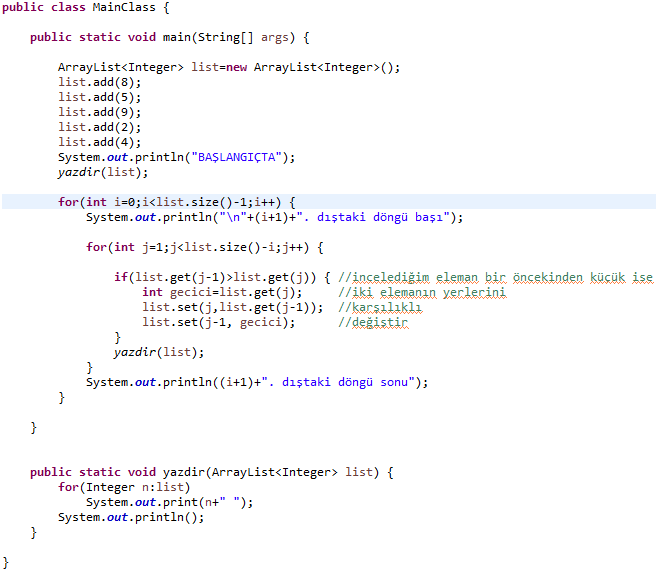 public class MainClass {
public static void main(String[] args) {
ArrayList<Integer> list=new ArrayList<Integer>();
list.add(8);
list.add(5);
list.add(9);
list.add(2);
list.add(4);
System.out.println("BAŞLANGIÇTA");
yazdir(list);
for(int i=0;i<list.size()-1;i++) {
System.out.println("\n"+(i+1)+". dıştaki döngü başı");
for(int j=1;j<list.size()-i;j++) {
if(list.get(j-1)>list.get(j)) { //incelediğim eleman bir öncekinden küçük ise
int gecici=list.get(j); //iki elemanın yerlerini
list.set(j,list.get(j-1)); //karşılıklı
list.set(j-1, gecici); //değiştir
}
yazdir(list);
}
System.out.println((i+1)+". dıştaki döngü sonu");
}
}
public static void yazdir(ArrayList<Integer> list) {
for(Integer n:list)
System.out.print(n+" ");
System.out.println();
}
}